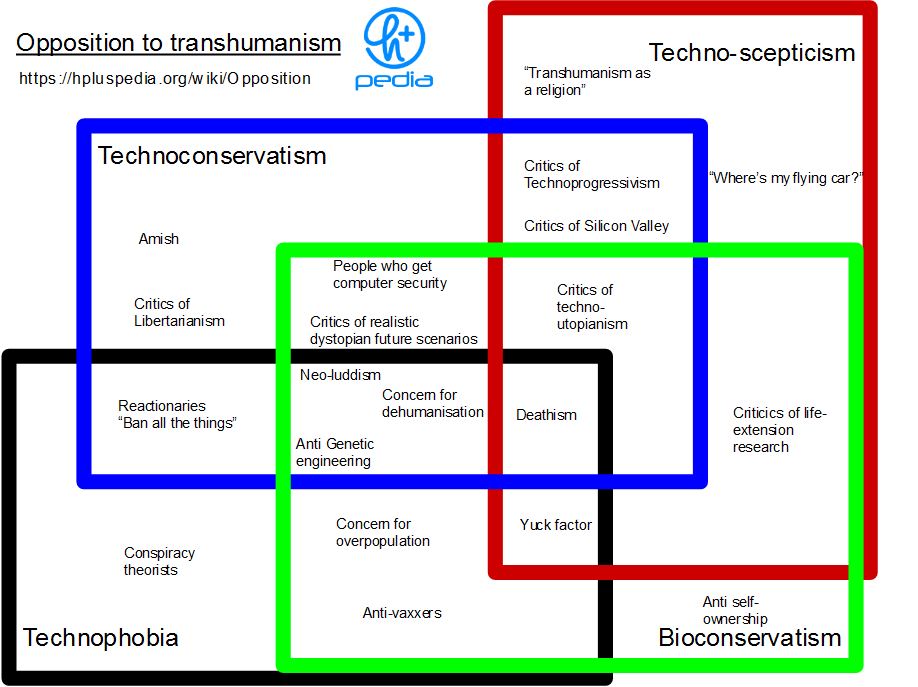 Opposition to transhumanism
https://hpluspedia.org/wiki/Opposition
h+
pedia
Techno-scepticism
“Transhumanism as
a religion”
Technoconservatism
Critics of
Technoprogressivism
“Where’s my flying car?”
Critics of Silicon Valley
Amish
People who get
computer security
Critics of
techno-
utopianism
Critics of
Libertarianism
Critics of realistic
dystopian future scenarios
Neo-luddism
Concern for
dehumanisation
Reactionaries
“Ban all the things”
Deathism
Criticics of life-
extension
research
Anti Genetic
engineering
Concern for
overpopulation
Yuck factor
Conspiracy
theorists
Anti-vaxxers
Anti self-
ownership
Technophobia
Bioconservatism